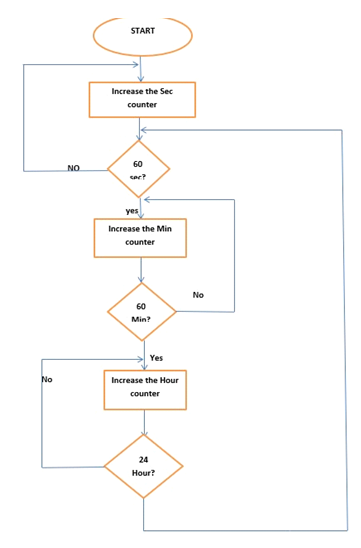 START
Increase the Sec
counter
60
sec?
NO
yes
Increase the Min
counter
60
Min?
No
Yes
Increase the Hour
counter
No
24
Hour?